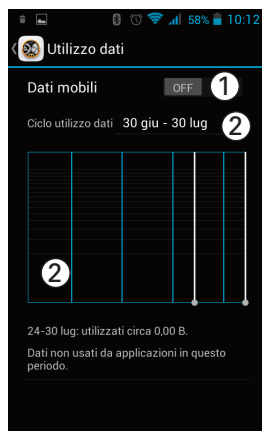 58% 10:12
Utilizzo dati
Dati mobili OFF 1
Ciclo utilizzo dati 30 giu - 30 lug 2
2
24-30 lug: utilizzati circa 0,00 B.
Dati non usati da applicazioni in questo
periodo.